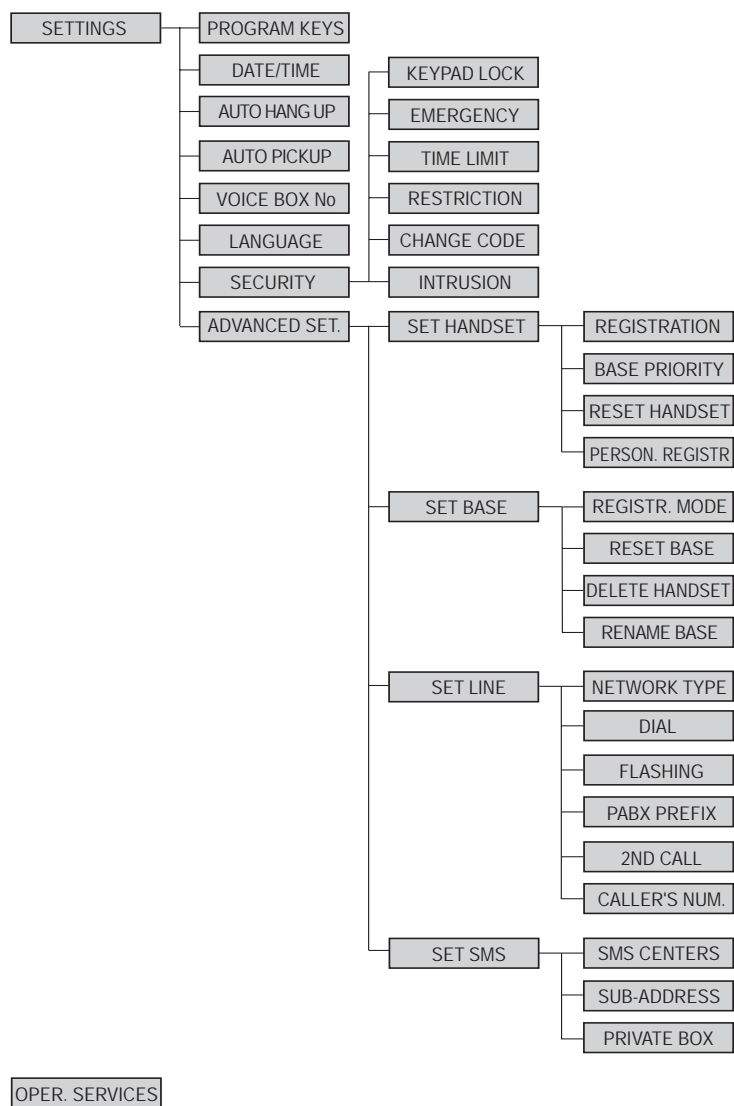 SETTINGS
PROGRAM KEYS
DATE/TIME
AUTO HANG UP
AUTO PICKUP
VOICE BOX No
LANGUAGE
SECURITY
KEYPAD LOCK
EMERGENCY
TIME LIMIT
RESTRICTION
CHANGE CODE
INTRUSION
ADVANCED SET.
SET HANDSET
REGISTRATION
BASE PRIORITY
RESET HANDSET
PERSON. REGISTR
SET BASE
REGISTR. MODE
RESET BASE
DELETE HANDSET
RENAME BASE
SET LINE
NETWORK TYPE
DIAL
FLASHING
PABX PREFIX
2ND CALL
CALLER'S NUM.
SET SMS
SMS CENTERS
SUB-ADDRESS
PRIVATE BOX
OPER. SERVICES